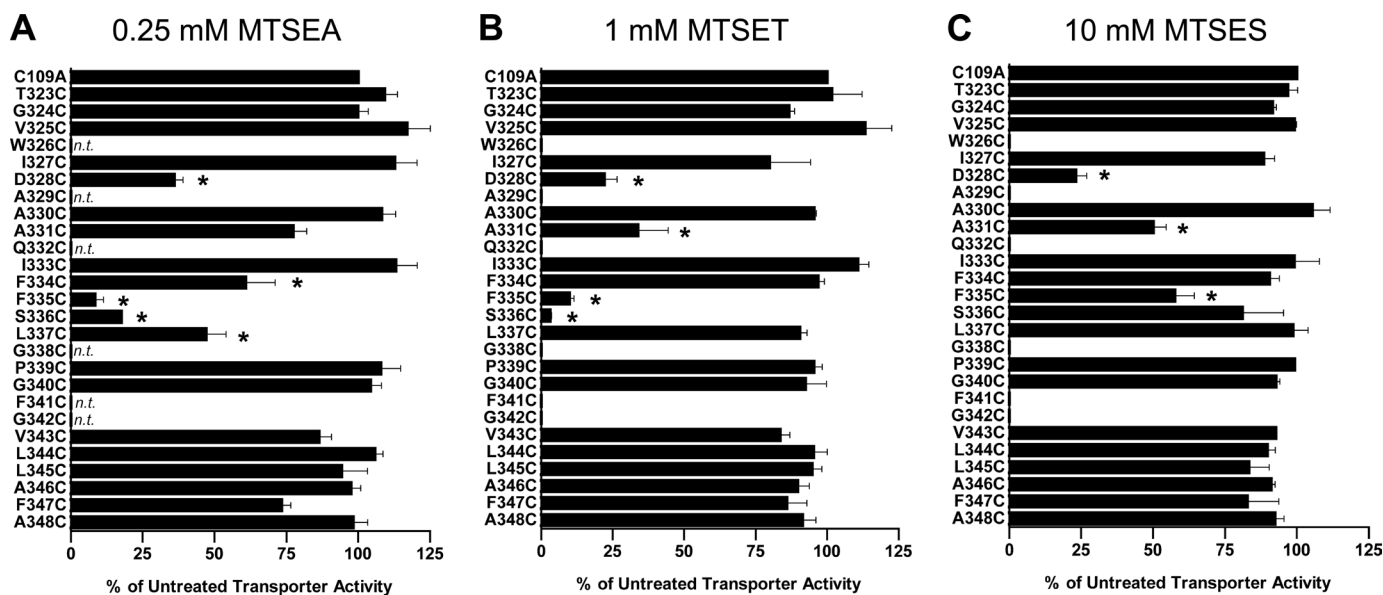 A 0.25 mM MTSEA
C109A
T323C
G324C
V325C
W326C n.t.
I327C
D328C *
A329C n.t.
A330C
A331C
Q332C n.t.
I333C
F334C *
F335C *
S336C *
L337C *
G338C n.t.
P339C
G340C
F341C n.t.
G342C n.t.
V343C
L344C
L345C
A346C
F347C
A348C
0 25 50 75 100 125
% of Untreated Transporter Activity
B 1 mM MTSET
C109A
T323C
G324C
V325C
W326C
I327C
D328C *
A329C
A330C
A331C *
Q332C
I333C
F334C
F335C *
S336C *
L337C
G338C
P339C
G340C
F341C
G342C
V343C
L344C
L345C
A346C
F347C
A348C
0 25 50 75 100 125
% of Untreated Transporter Activity
C 10 mM MTSES
C109A
T323C
G324C
V325C
W326C
I327C
D328C *
A329C
A330C
A331C *
Q332C
I333C
F334C
F335C *
S336C
L337C
G338C
P339C
G340C
F341C
G342C
V343C
L344C
L345C
A346C
F347C
A348C
0 25 50 75 100 125
% of Untreated Transporter Activity